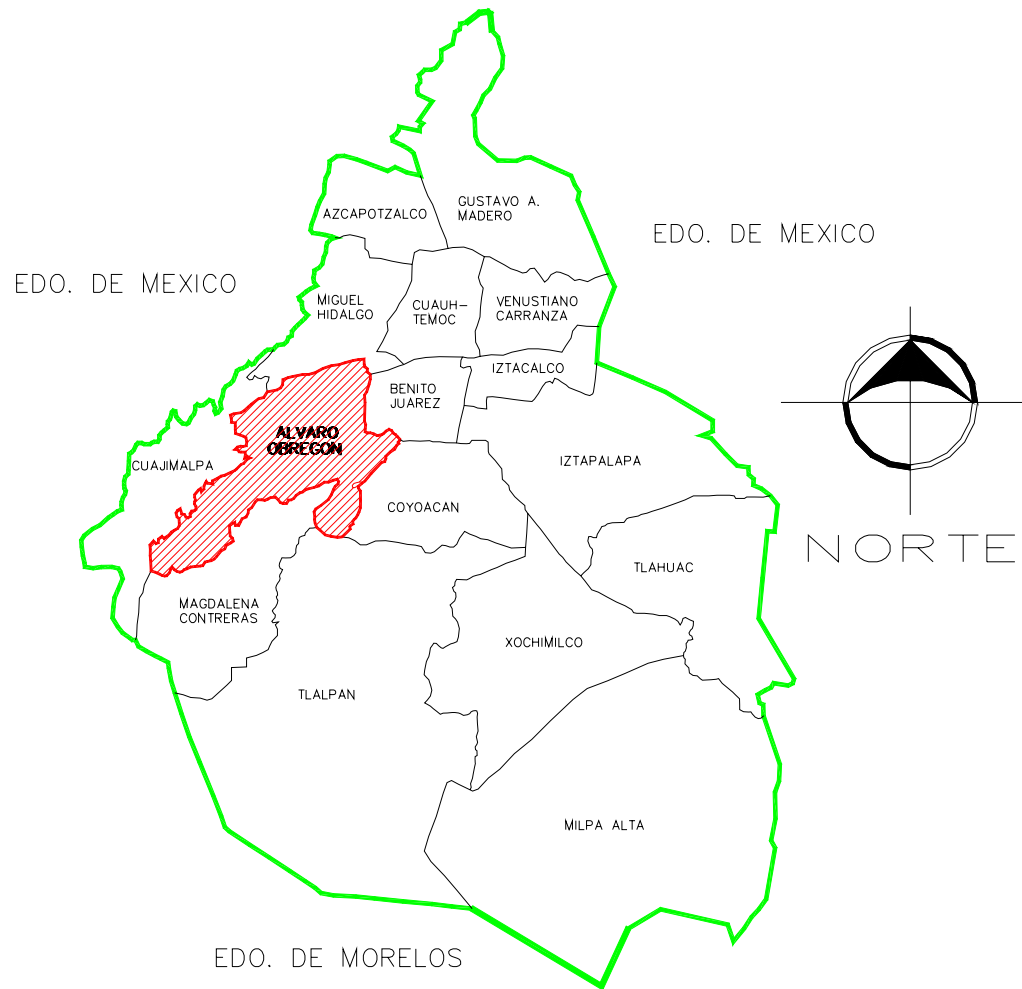 GUSTAVO A.
MADERO
AZCAPOTZALCO
EDO. DE MEXICO
EDO. DE MEXICO
MIGUEL
HIDALGO
CUAUH-
TEMOC
VENUSTIANO
CARRANZA
IZTACALCO
BENITO
JUAREZ
ALVARO
OBREGON
CUAJIMALPA
IZTAPALAPA
COYOACAN
NORTE
TLAHUAC
MAGDALENA
CONTRERAS
XOCHIMILCO
TLALPAN
MILPA ALTA
EDO. DE MORELOS